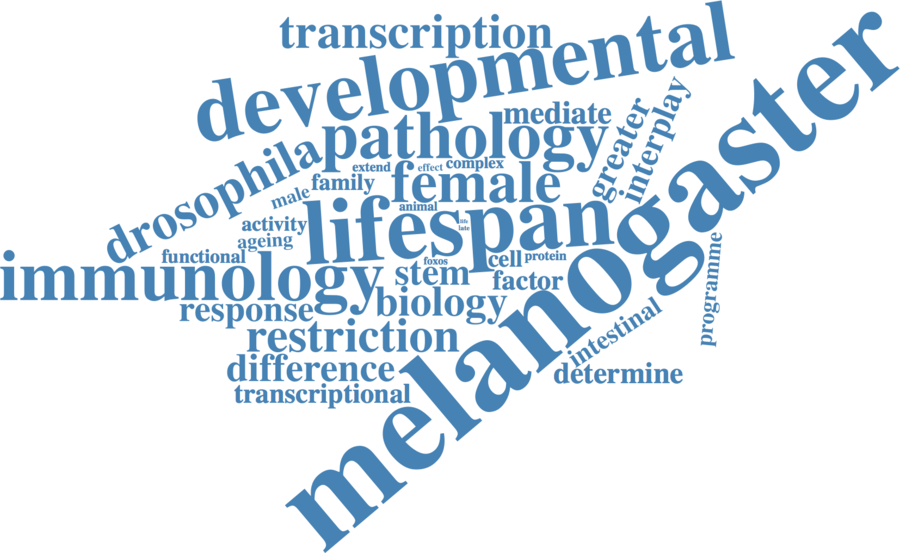 transcription
developmental
melanogaster
mediate
pathology
greater
interplay
drosophila
extend
effect
complex
family
female
male
animal
lifespan
life
late
activity
ageing
functional
immunology
foxos
cell
protein
stem
factor
programme
response
biology
restriction
intestinal
difference
determine
transcriptional